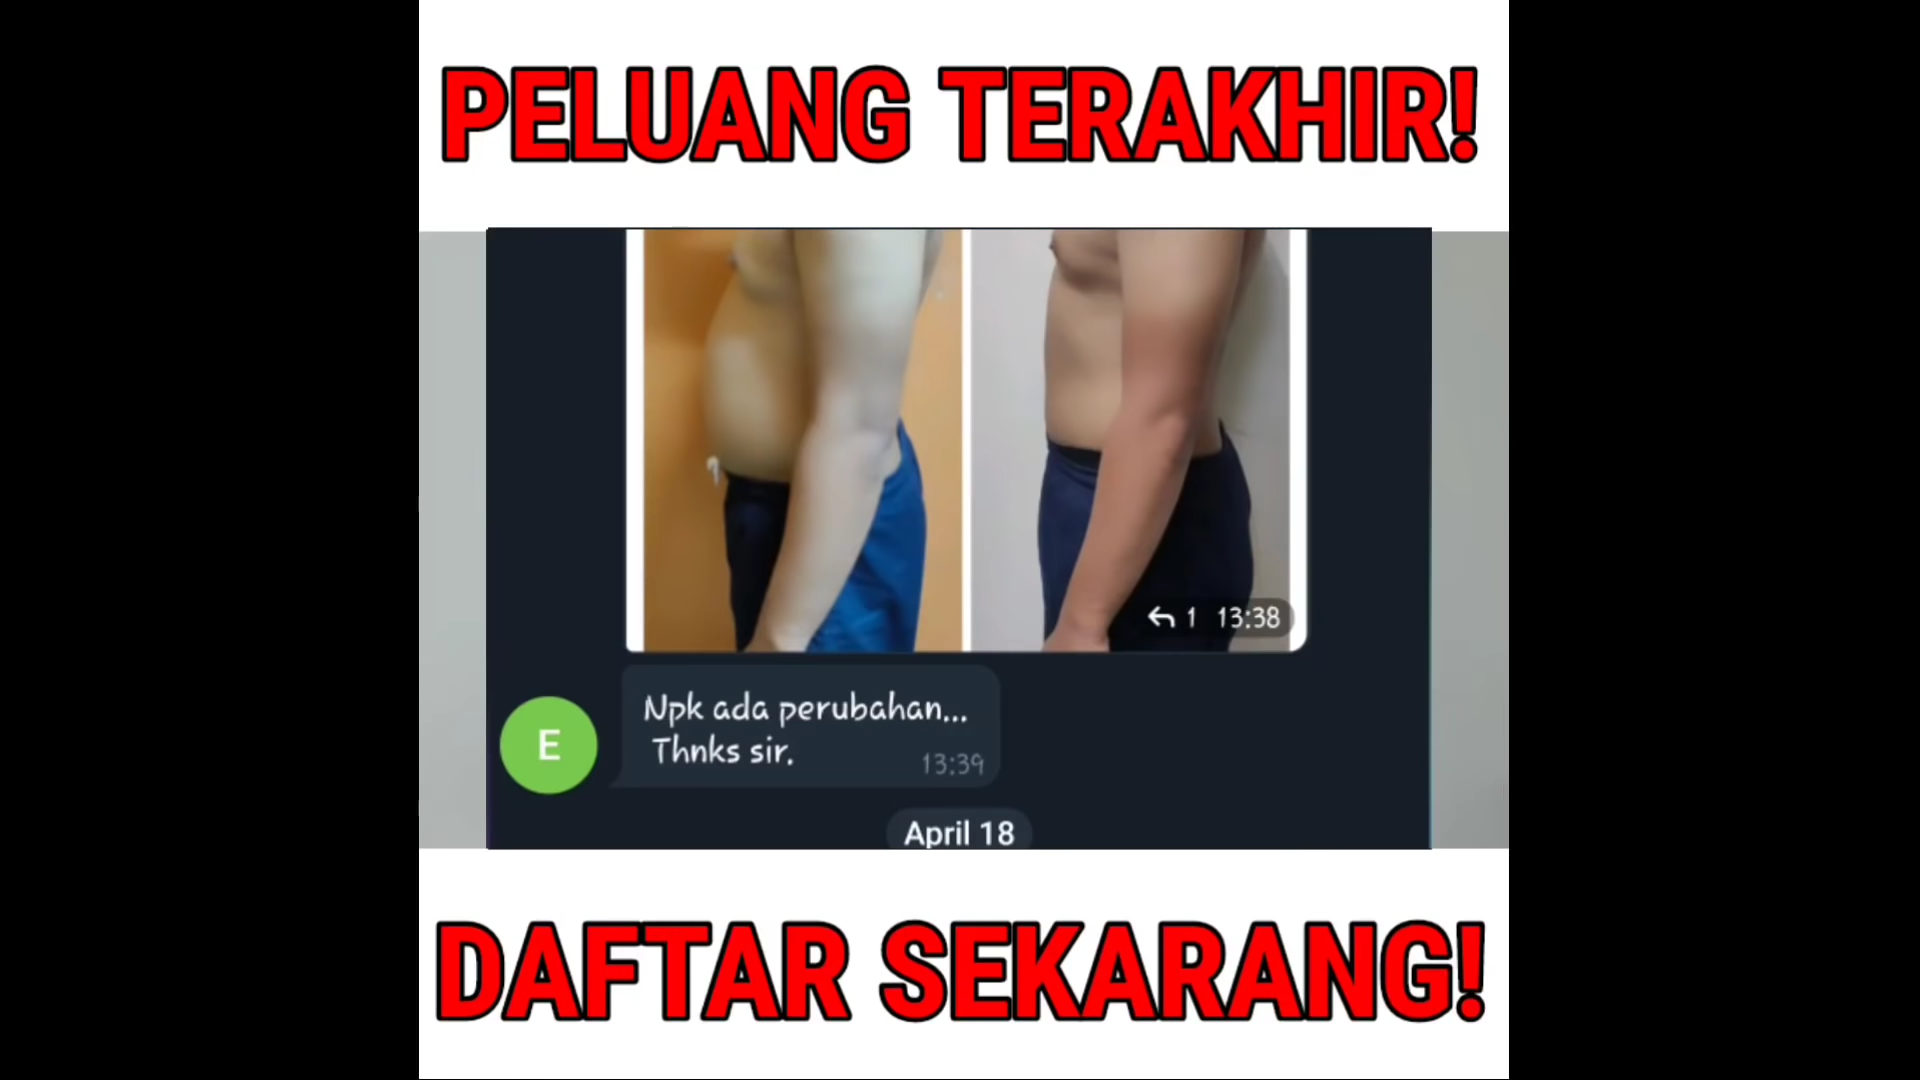 PELUANG TERAKHIR!
1 13:38
Npk ada perubahan...
Thnks sir.
13:39
E
April 18
DAFTAR SEKARANG!